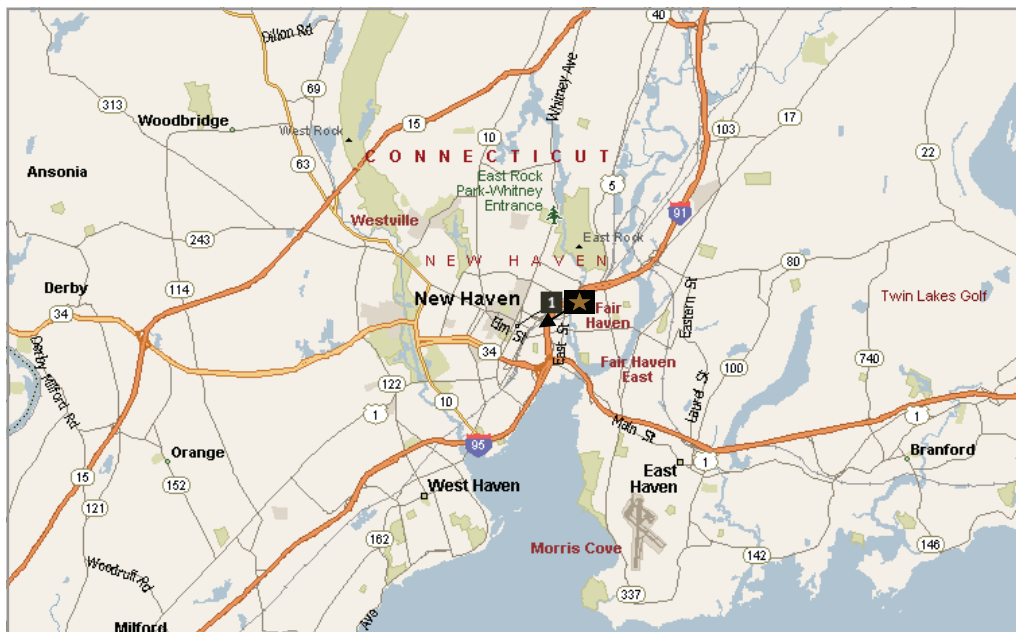 40
Dillon Rd
69
313
Woodbridge
15
10
Whitney Ave
17
103
West Rock
63
CONNECTICUT
22
Ansonia
East Rock
Park-Whitney
Entrance
5
1
Westville
91
243
East Rock
NEW HAVEN
80
Derby
114
New Haven
1
Twin Lakes Golf
34
Fair
Haven
Elm St
East St
Eastern St
34
Fair Haven
East
740
100
Derby Milford Rd
122
1
10
Laurel St
Main St
1
95
Orange
1
Branford
15
152
West Haven
East
Haven
121
162
Morris Cove
142
146
Woodruff Rd
337
Milford
Ave